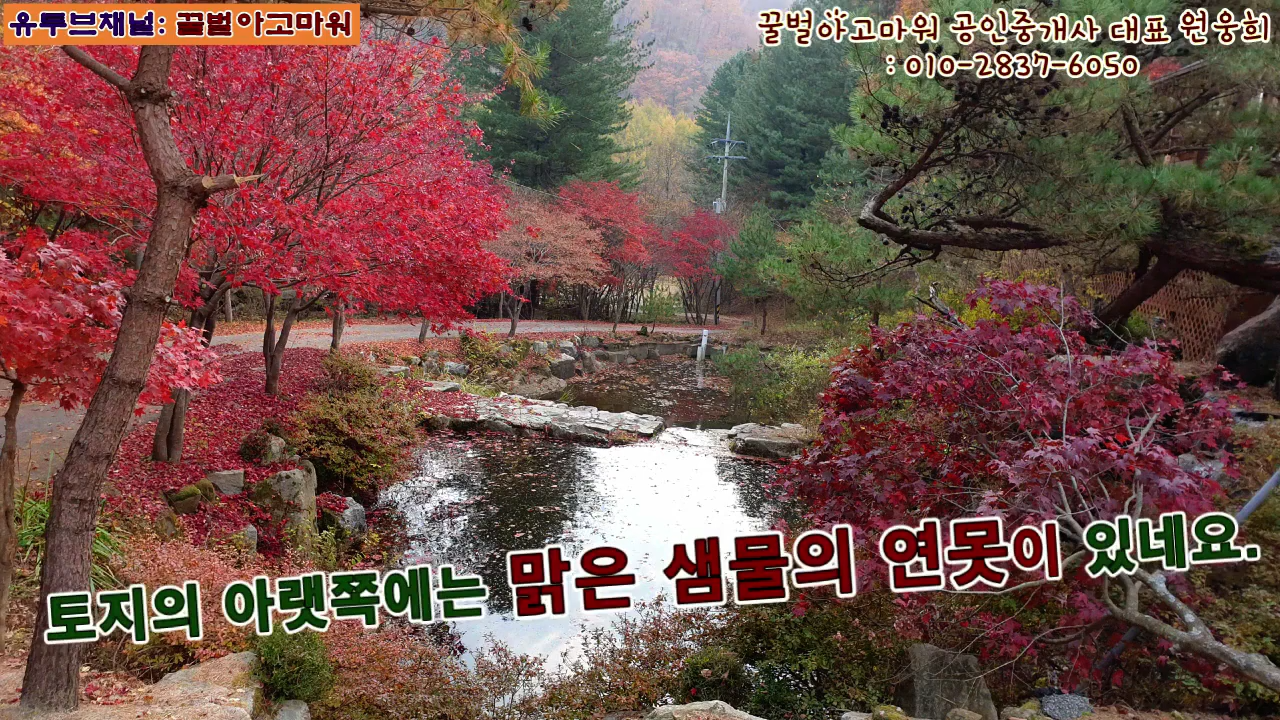 유투브채널: 꿀벌아고마워
꿀벌아고마워 공인중개사 대표 원웅희
: 010-2837-6050
토지의 아랫쪽에는 맑은 샘물의 연못이 있네요.